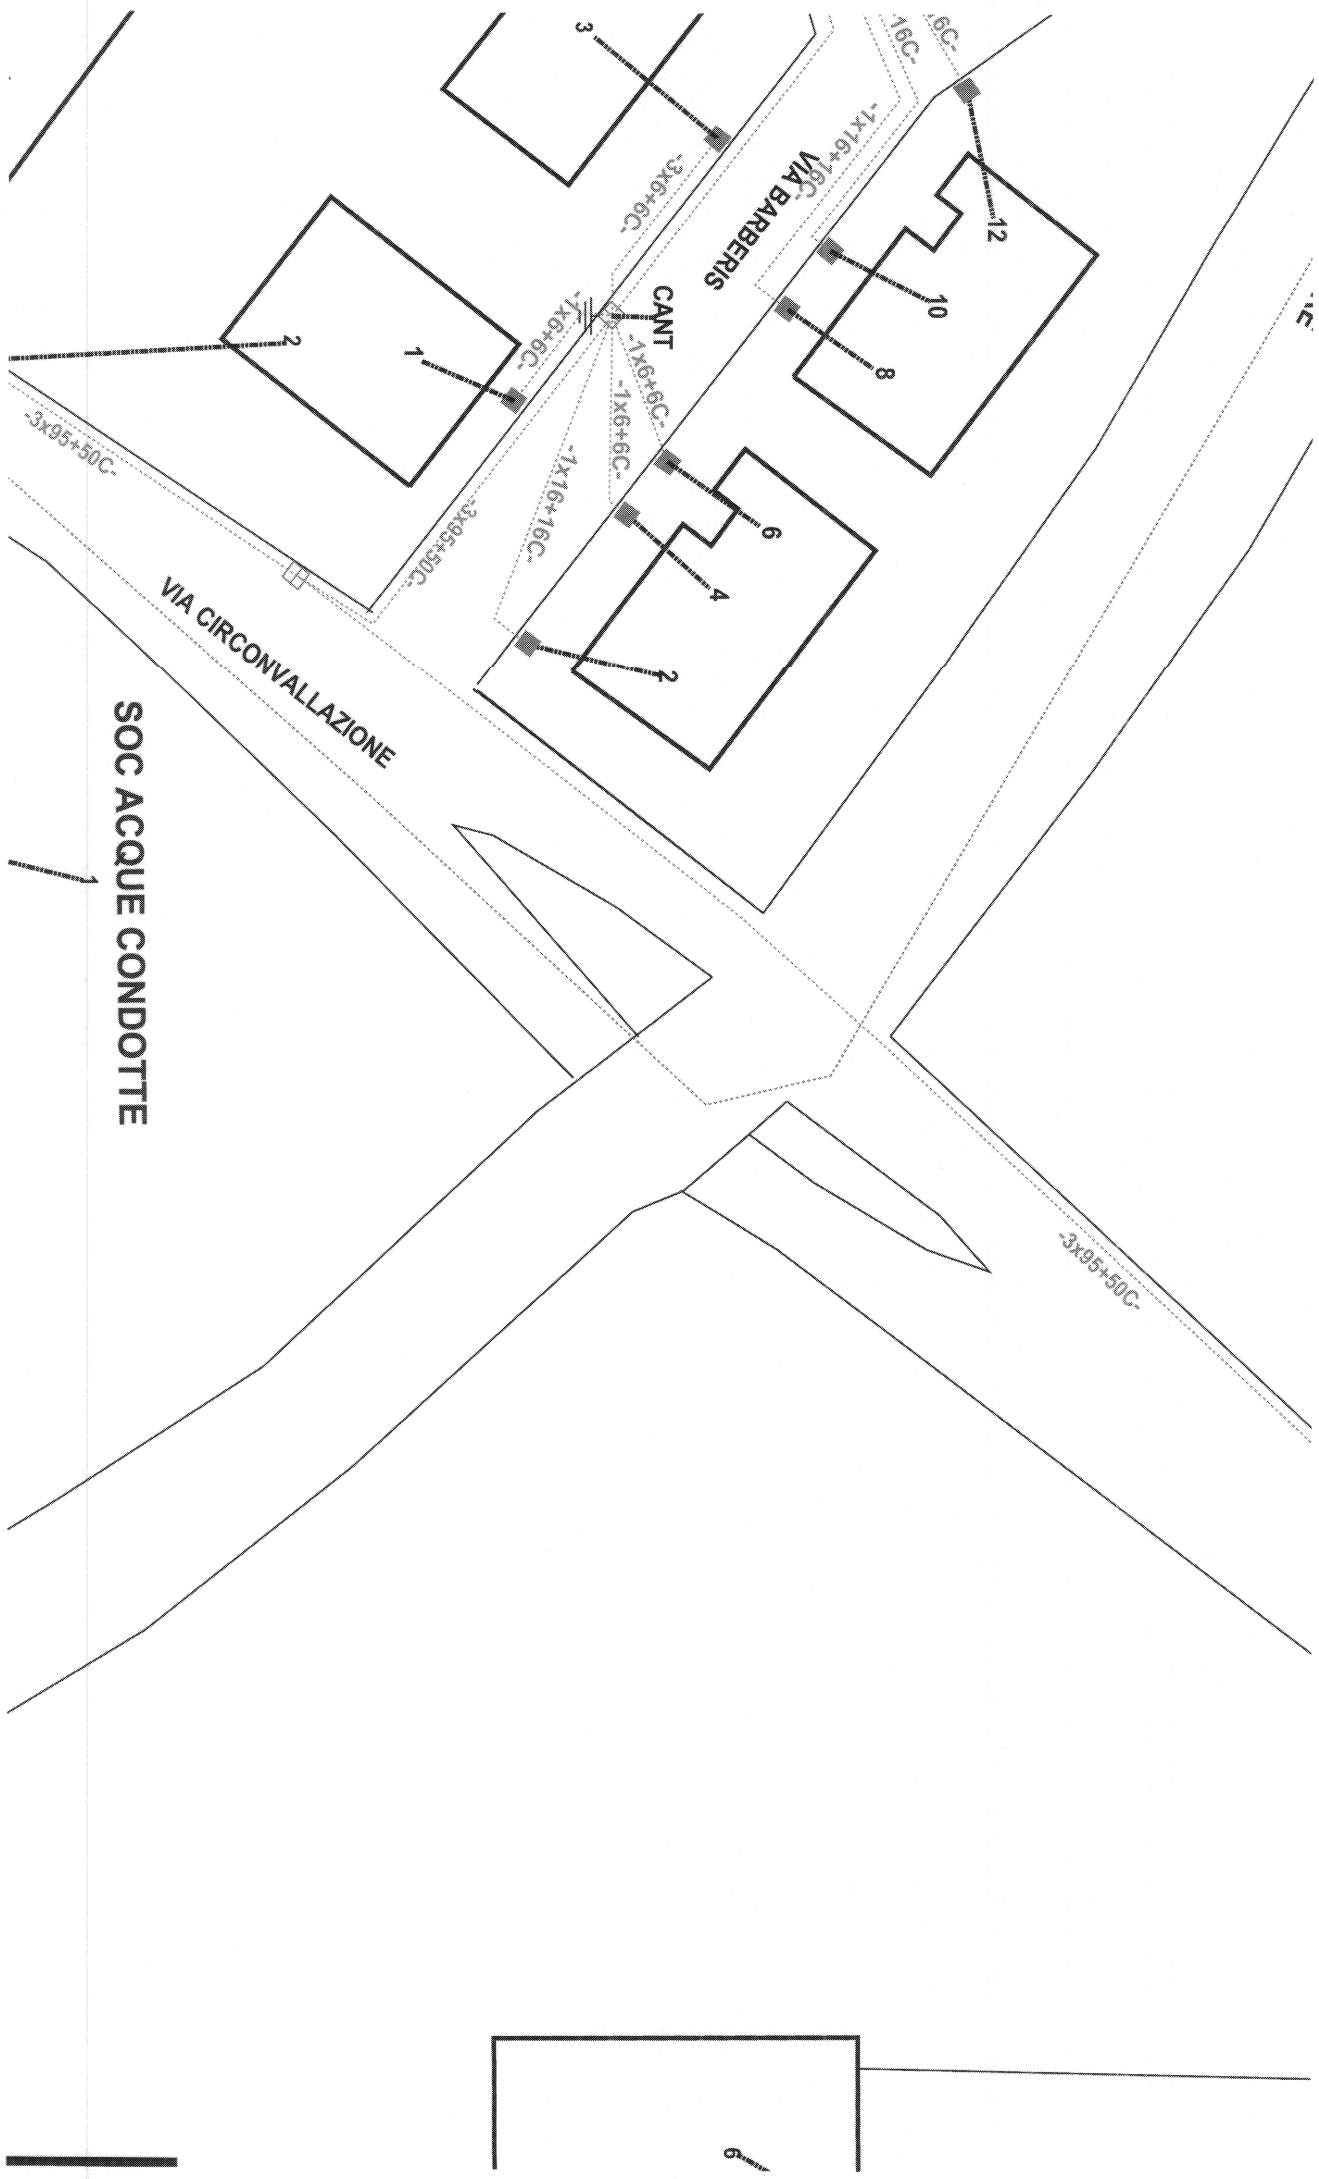 3
6C-
-16C-
-1x16+16C-
16C-
-3x6+6C-
VIA BARBERIS
12
10
8
CANT
-1x6+6C-
-1x6+6C-
-1x6+6C-
2
1
-3x95+50C-
-1x16+16C-
-3x95+50C-
6
4
2
VIA CIRCONVALLAZIONE
SOC ACQUE CONDOTTE
1
-3x95+50C-
6